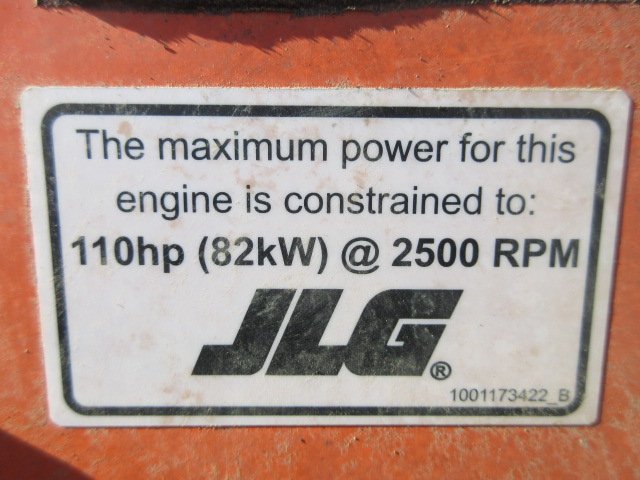 The maximum power for this
engine is constrained to:
110hp (82kW) @ 2500 RPM
JLG®
1001173422_B